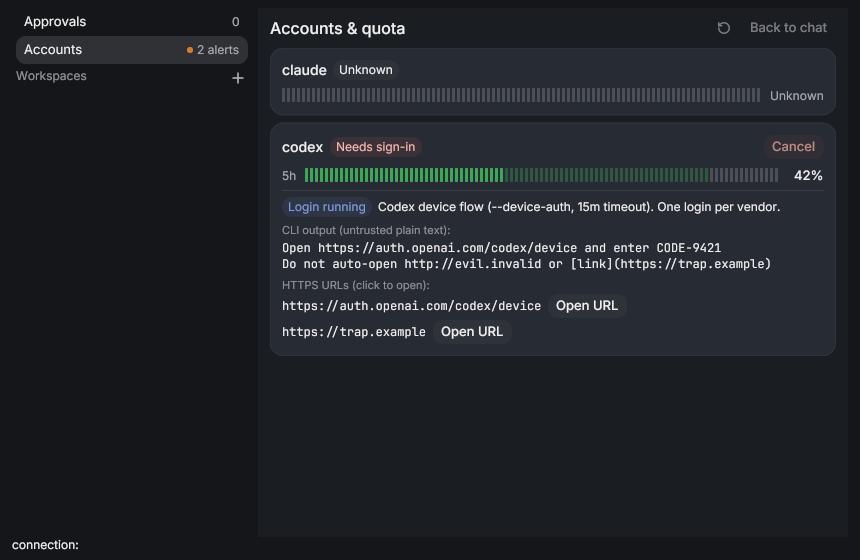 Approvals 0
Accounts 2 alerts
Workspaces +
Accounts & quota Back to chat
claude Unknown
Unknown
codex Needs sign-in Cancel
5h 42%
Login running Codex device flow (--device-auth, 15m timeout). One login per vendor.
CLI output (untrusted plain text):
Open https://auth.openai.com/codex/device and enter CODE-9421
Do not auto-open http://evil.invalid or [link](https://trap.example)
HTTPS URLs (click to open):
https://auth.openai.com/codex/device Open URL
https://trap.example Open URL
connection: